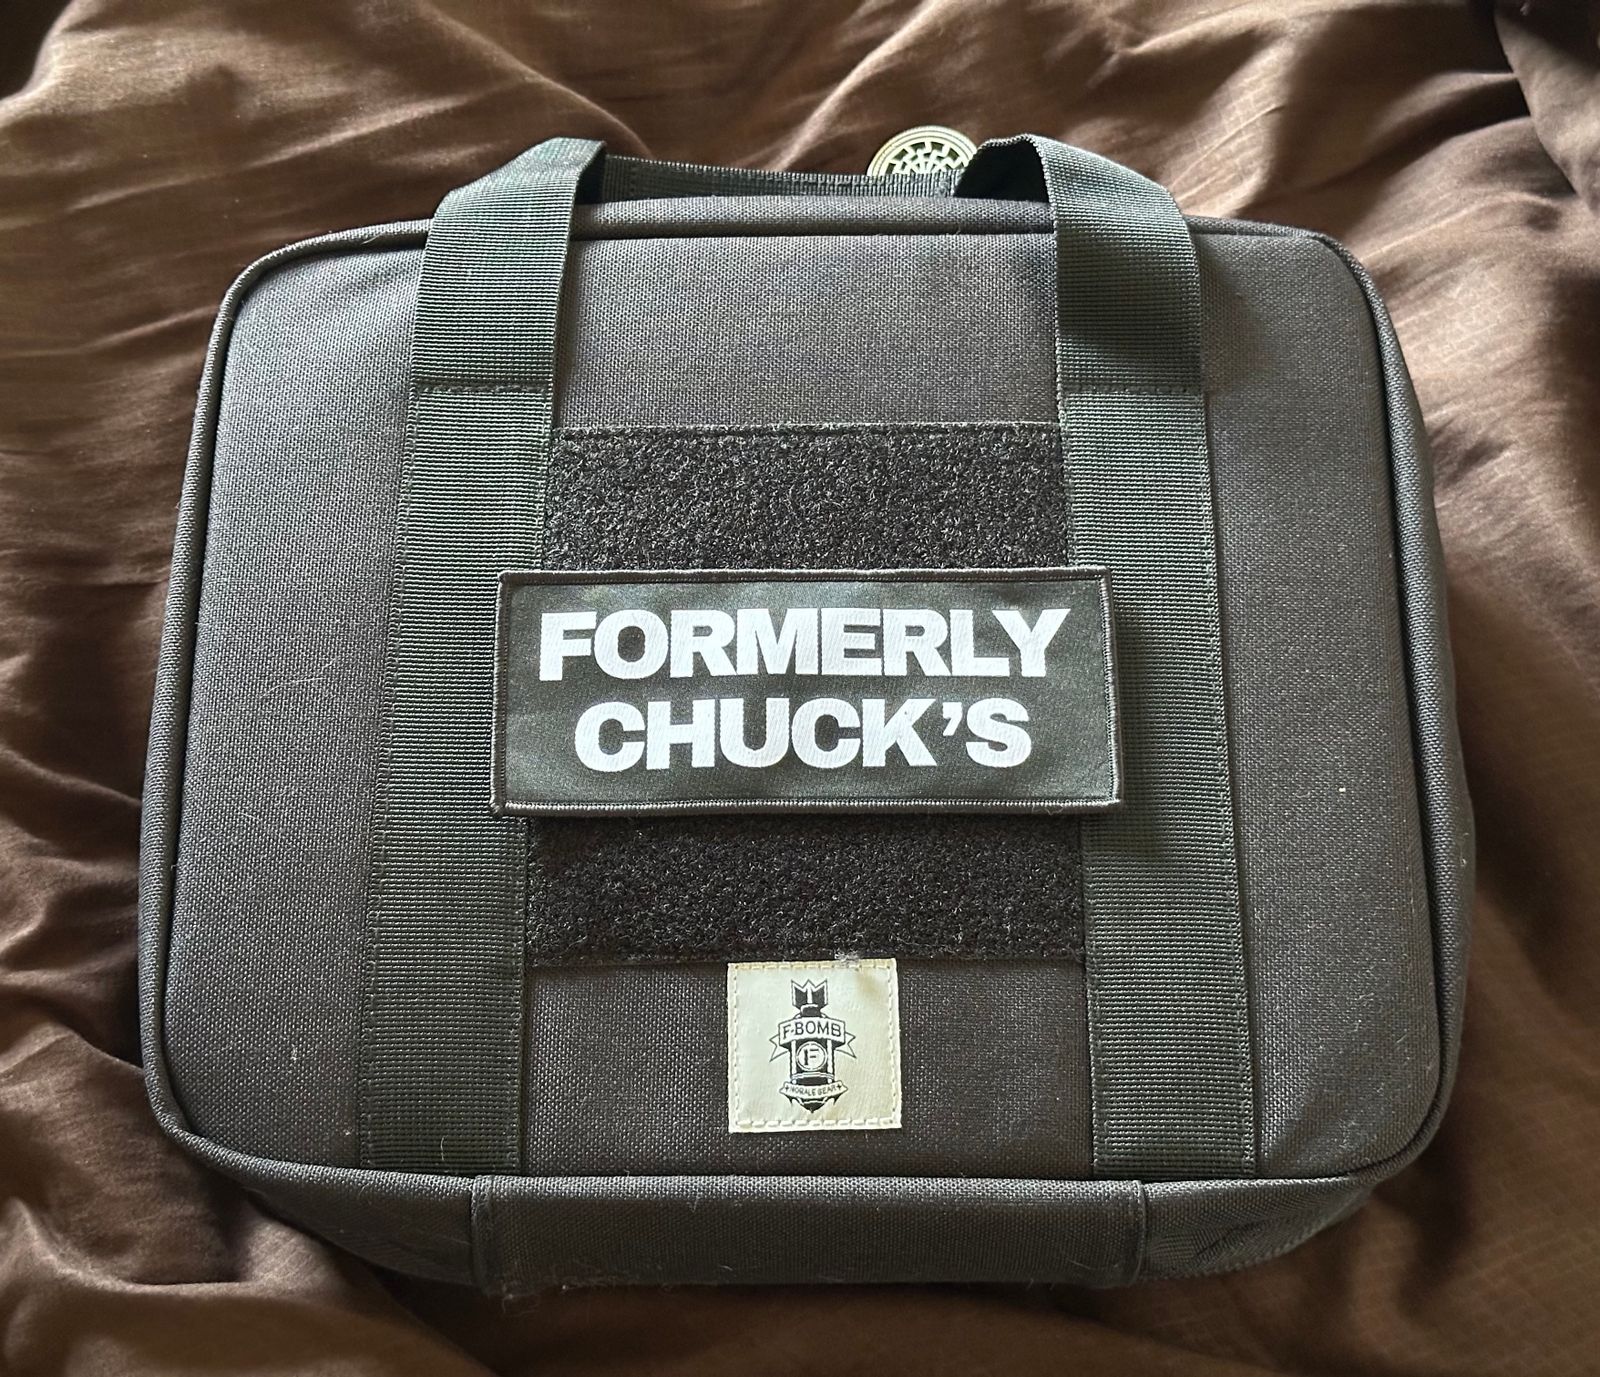 FORMERLY
CHUCK'S
F-BOMB
F
MORALE GEAR